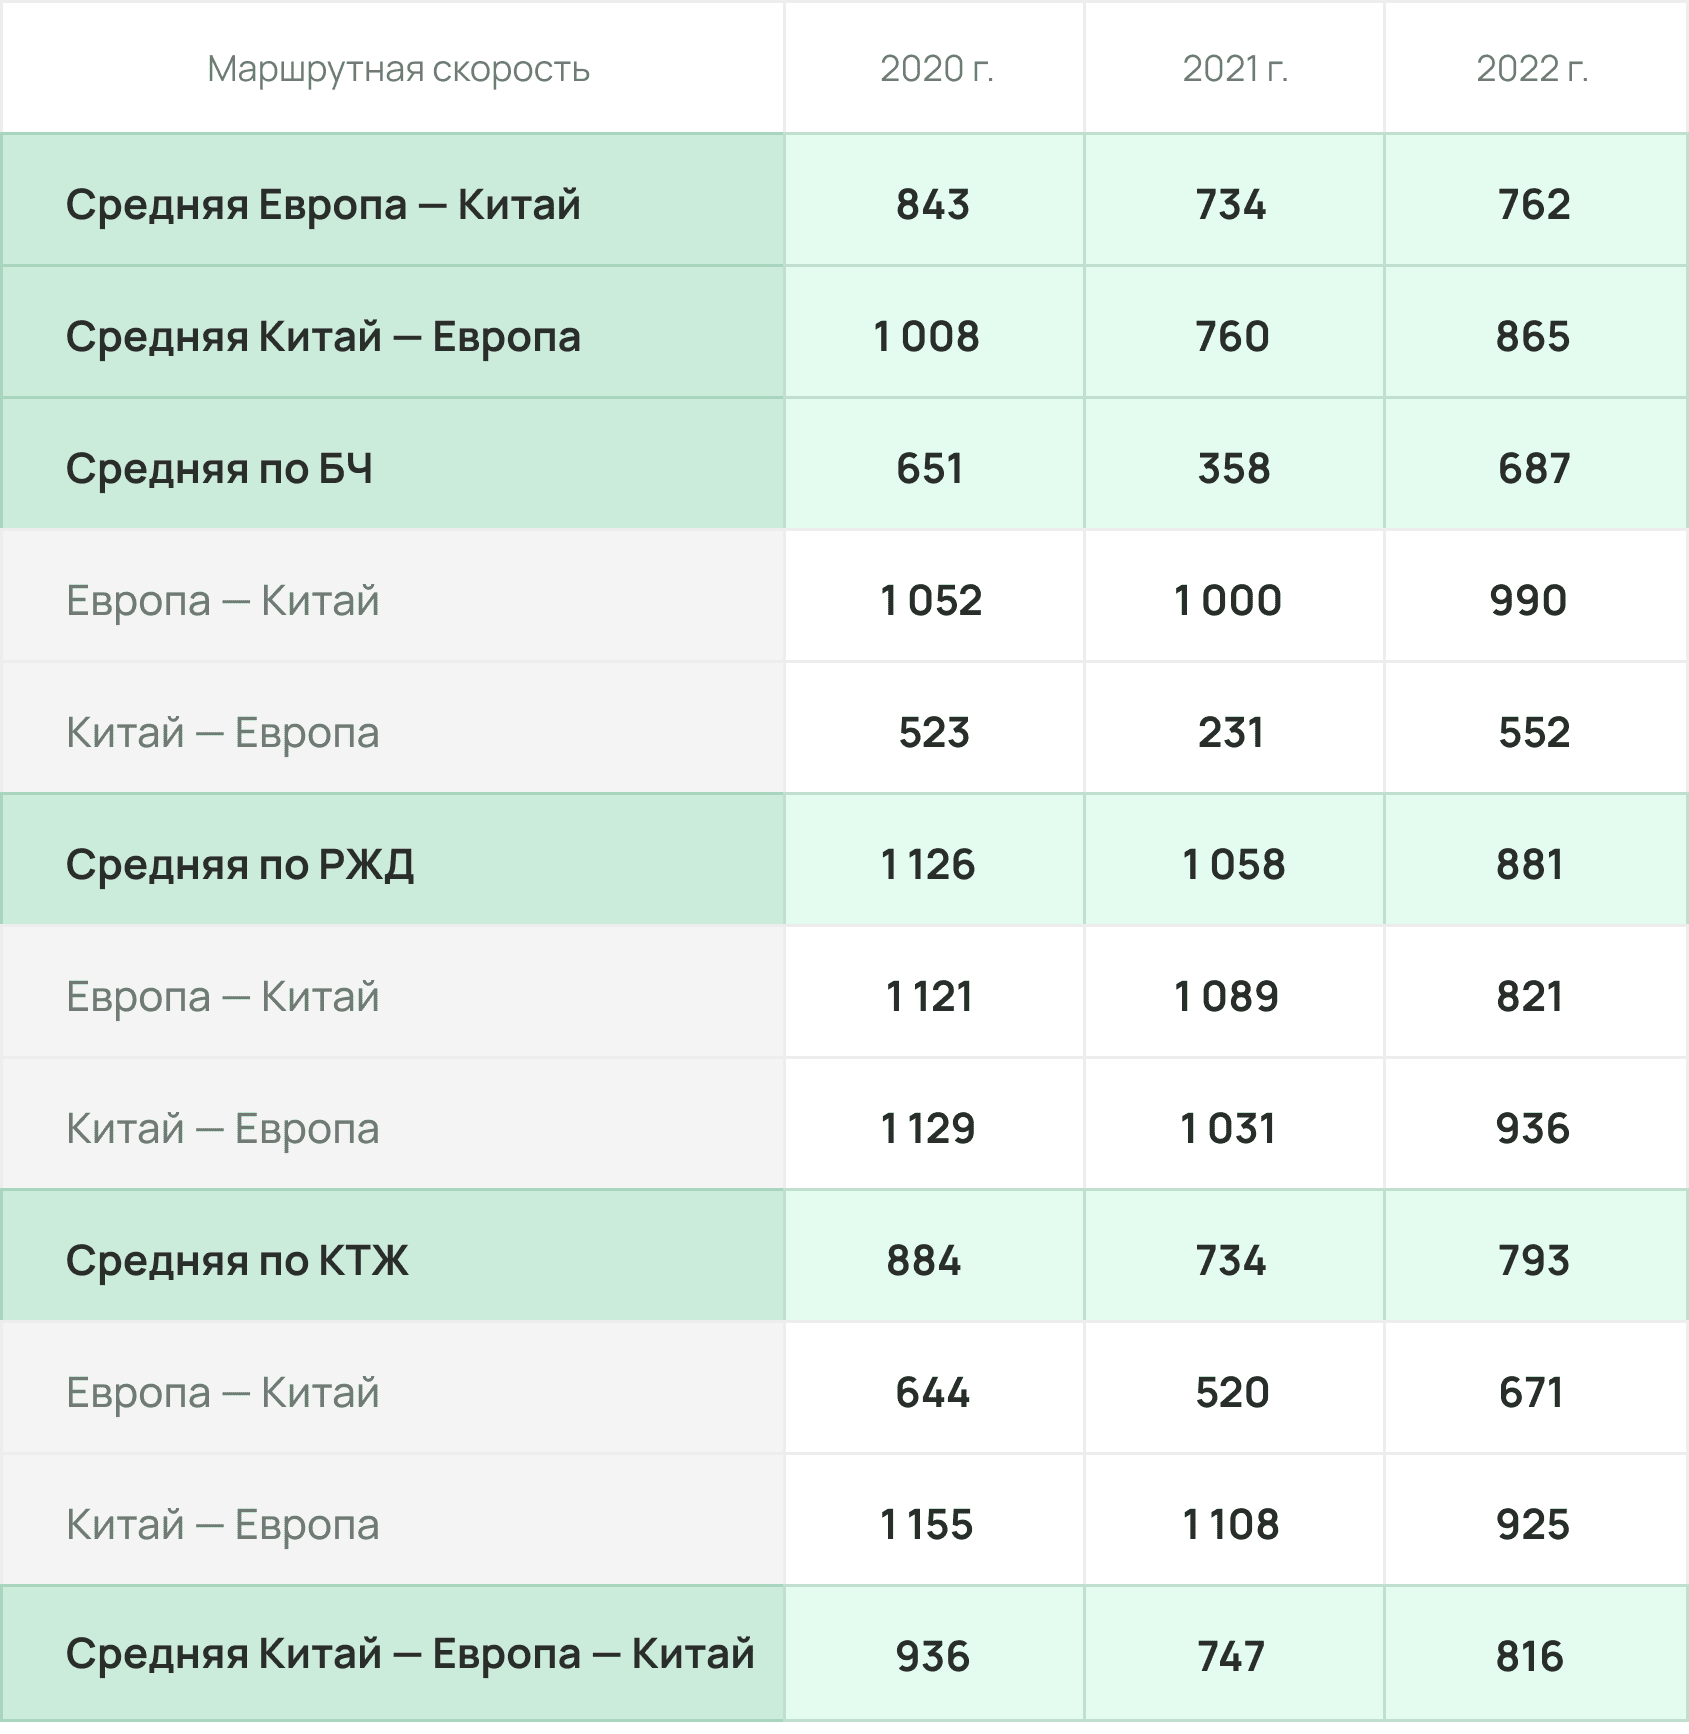 Маршрутная скорость 2020 г. 2021 г. 2022 г.
Средняя Европа — Китай 843 734 762
Средняя Китай — Европа 1 008 760 865
Средняя по БЧ 651 358 687
Европа — Китай 1 052 1 000 990
Китай — Европа 523 231 552
Средняя по РЖД 1 126 1 058 881
Европа — Китай 1 121 1 089 821
Китай — Европа 1 129 1 031 936
Средняя по КТЖ 884 734 793
Европа — Китай 644 520 671
Китай — Европа 1 155 1 108 925
Средняя Китай — Европа — Китай 936 747 816